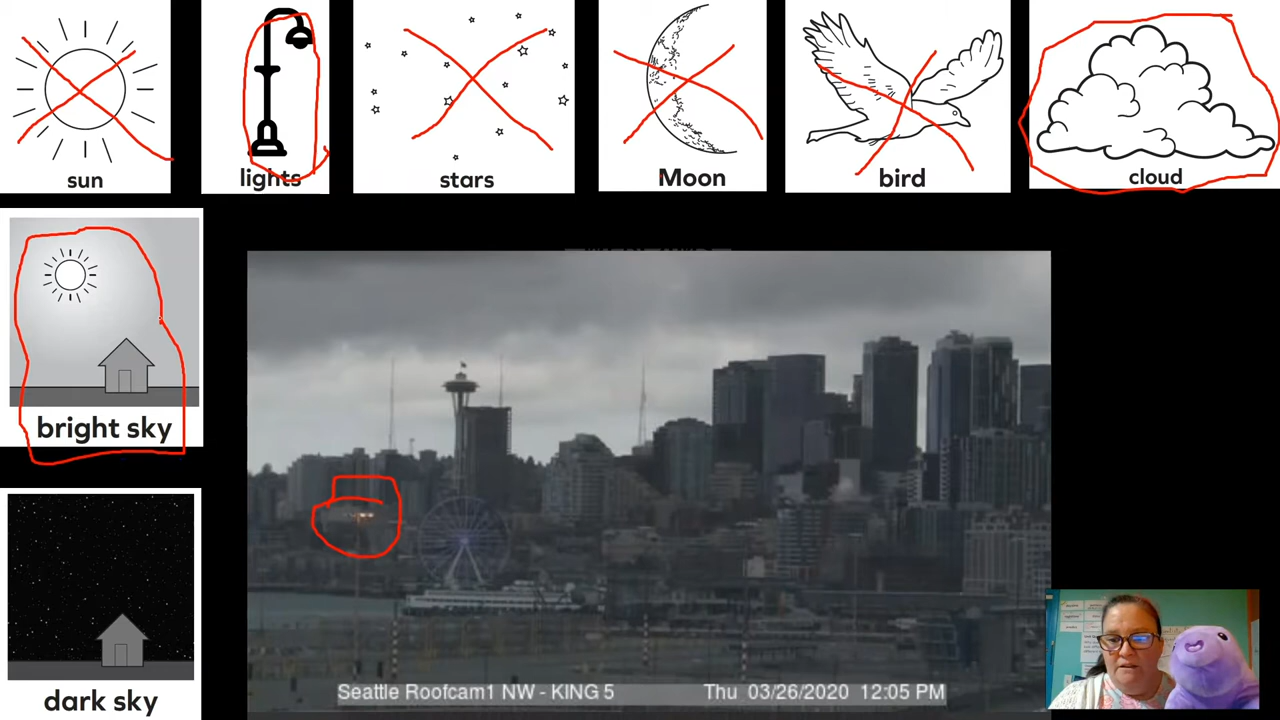 sun
lights
stars
Moon
bird
cloud
bright sky
dark sky
Seattle Roofcam1 NW - KING 5
Thu 03/26/2020 12:05 PM